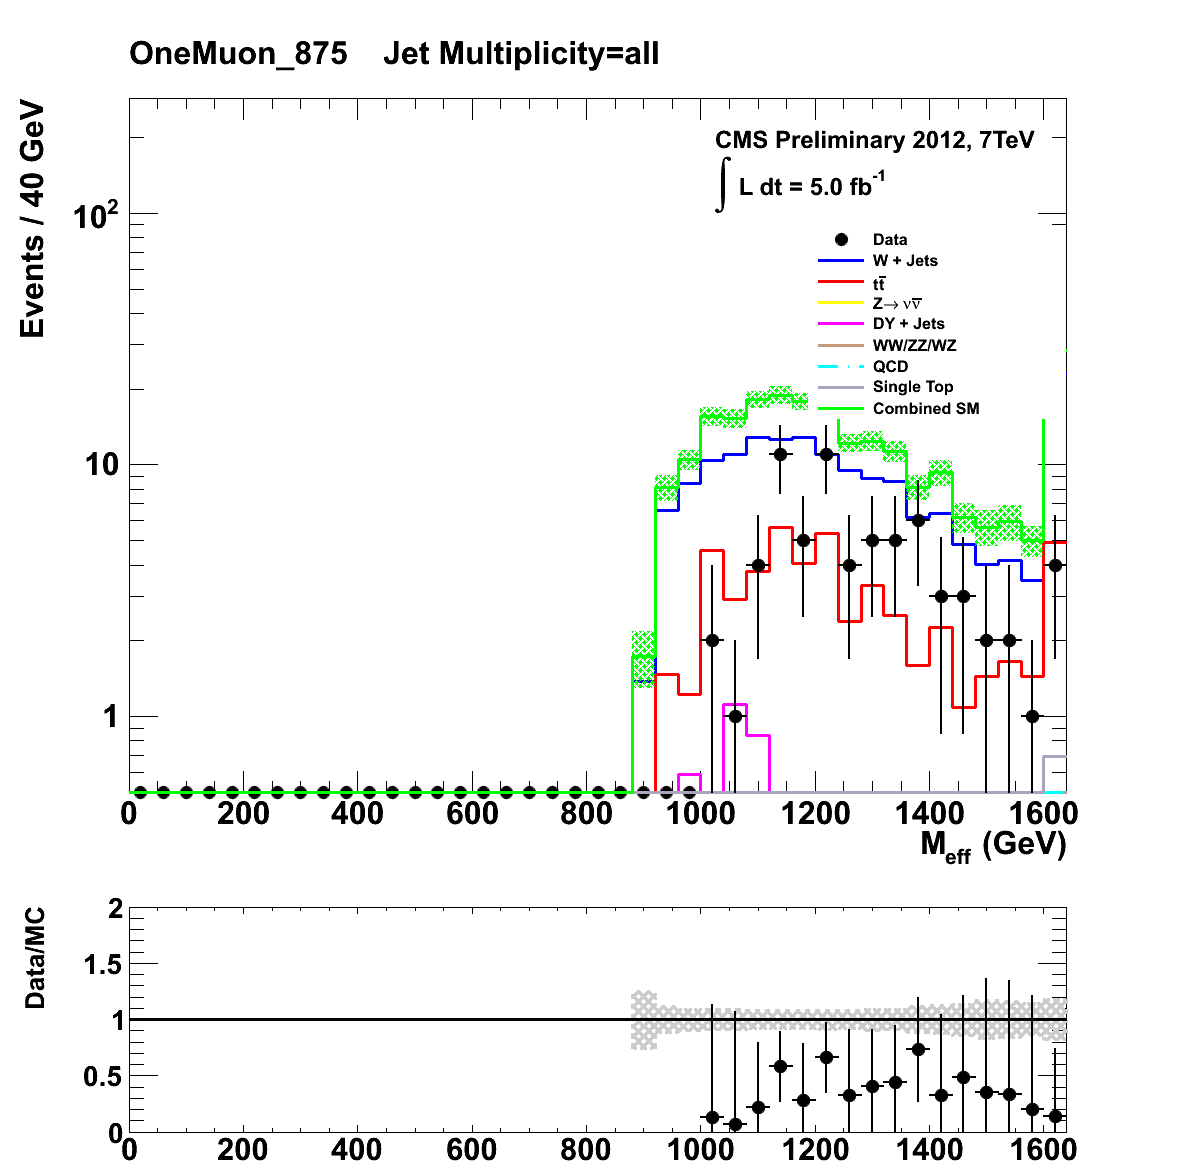 OneMuon_875 Jet Multiplicity=all
Events / 40 GeV
CMS Preliminary 2012, 7TeV
∫ L dt = 5.0 fb⁻¹
Data
W + Jets
tt̅
Z→ νν̅
DY + Jets
WW/ZZ/WZ
QCD
Single Top
Combined SM
10²
10
1
0 200 400 600 800 1000 1200 1400 1600
M_eff (GeV)
Data/MC
2
1.5
1
0.5
0
0 200 400 600 800 1000 1200 1400 1600